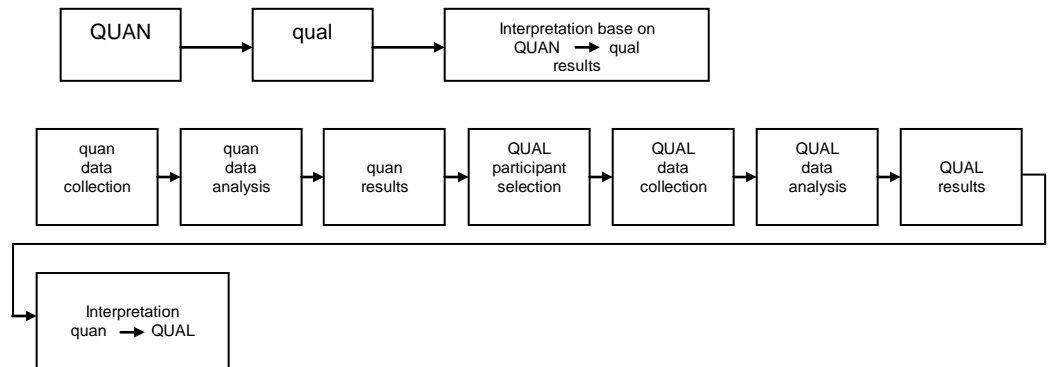 QUAN
qual
Interpretation base on
QUAN qual
results
quan
data
collection
quan
data
analysis
quan
results
QUAL
participant
selection
QUAL
data
collection
QUAL
data
analysis
QUAL
results
Interpretation
quan QUAL